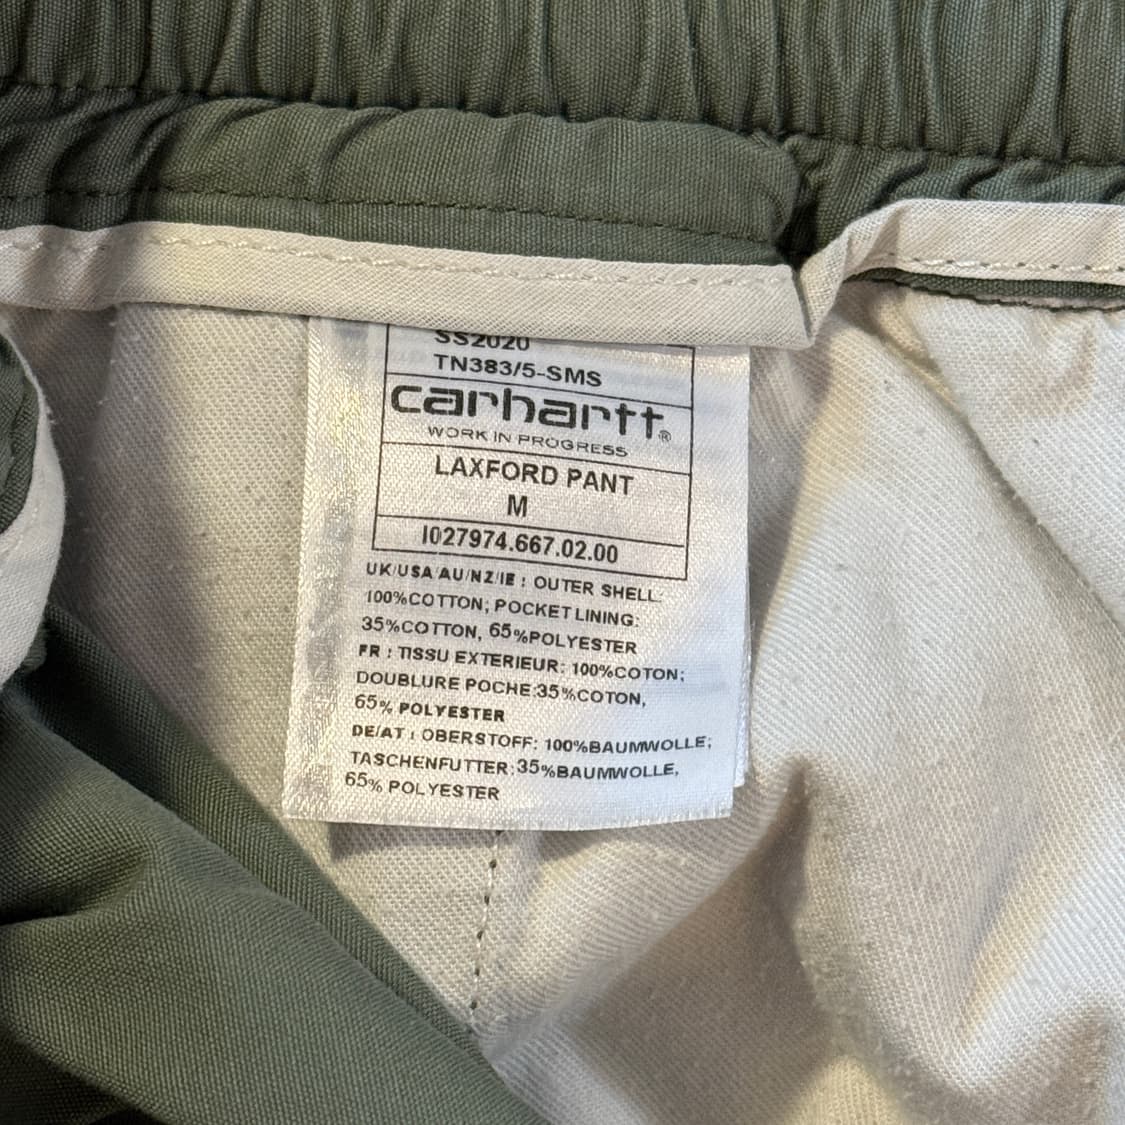 SS2020
TN383/5-SMS
carhartt®
WORK IN PROGRESS
LAXFORD PANT
M
I027974.667.02.00
UK/USA/AU/NZ/IE : OUTER SHELL:
100%COTTON; POCKET LINING:
35%COTTON, 65%POLYESTER
FR : TISSU EXTERIEUR: 100%COTON;
DOUBLURE POCHE:35%COTON,
65% POLYESTER
DE/AT : OBERSTOFF: 100%BAUMWOLLE;
TASCHENFUTTER:35%BAUMWOLLE,
65% POLYESTER